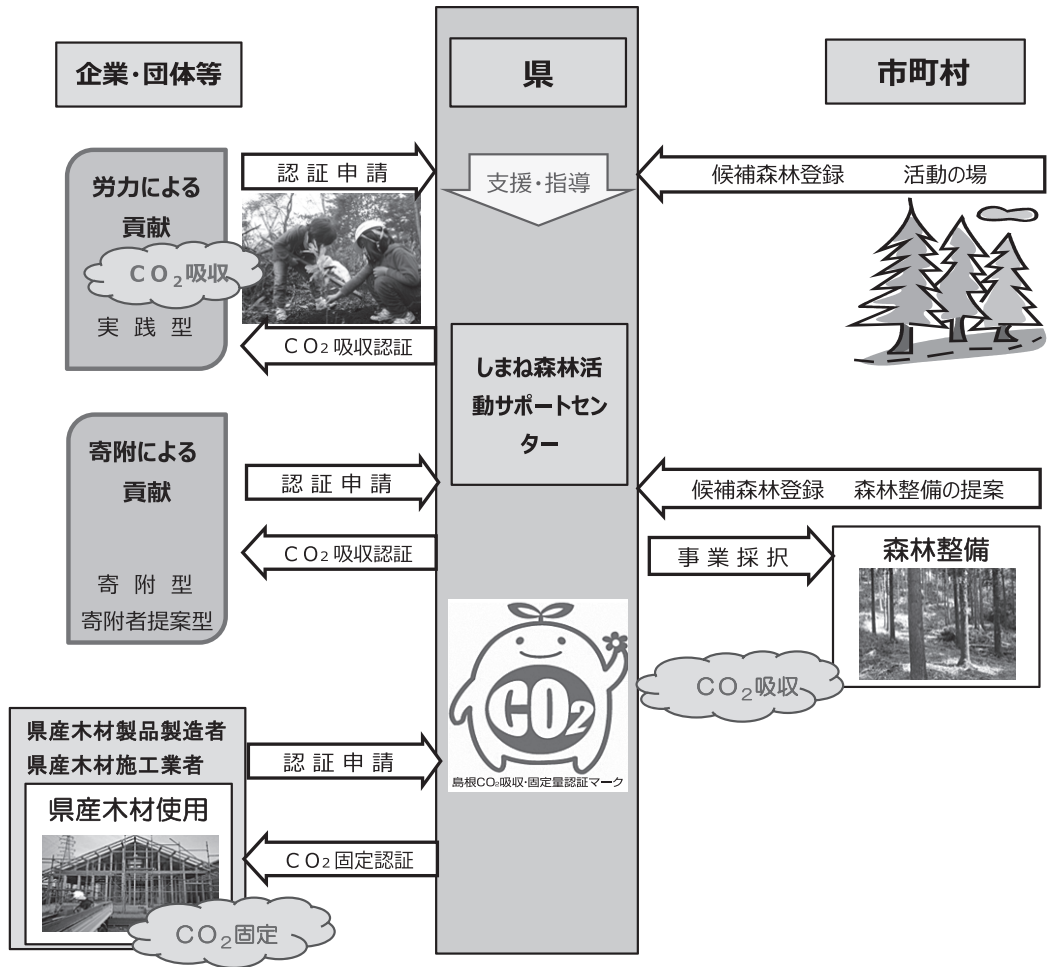 企業・団体等
県
市町村
労力による
貢献
CO2吸収
実践型
認証申請
CO2吸収認証
支援・指導
候補森林登録 活動の場
しまね森林活
動サポートセン
ター
寄附による
貢献
寄附型
寄附者提案型
認証申請
CO2吸収認証
候補森林登録 森林整備の提案
事業採択
森林整備
CO2吸収
CO2
島根CO2吸収・固定量認証マーク
県産木材製品製造者
県産木材施工業者
県産木材使用
CO2固定
認証申請
CO2固定認証